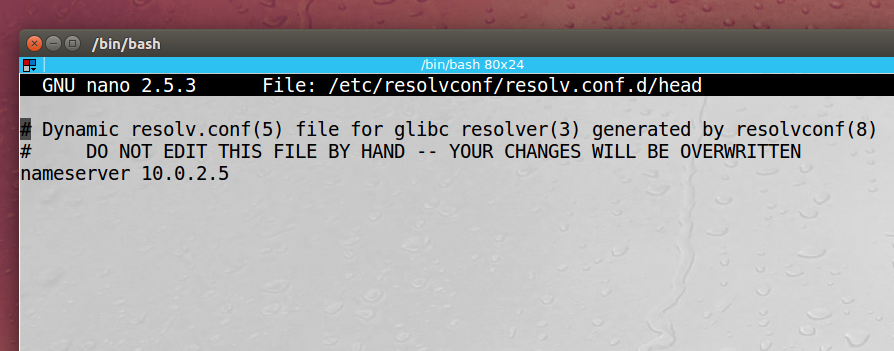 /bin/bash
/bin/bash 80x24
GNU nano 2.5.3 File: /etc/resolvconf/resolv.conf.d/head
# Dynamic resolv.conf(5) file for glibc resolver(3) generated by resolvconf(8)
# DO NOT EDIT THIS FILE BY HAND -- YOUR CHANGES WILL BE OVERWRITTEN
nameserver 10.0.2.5